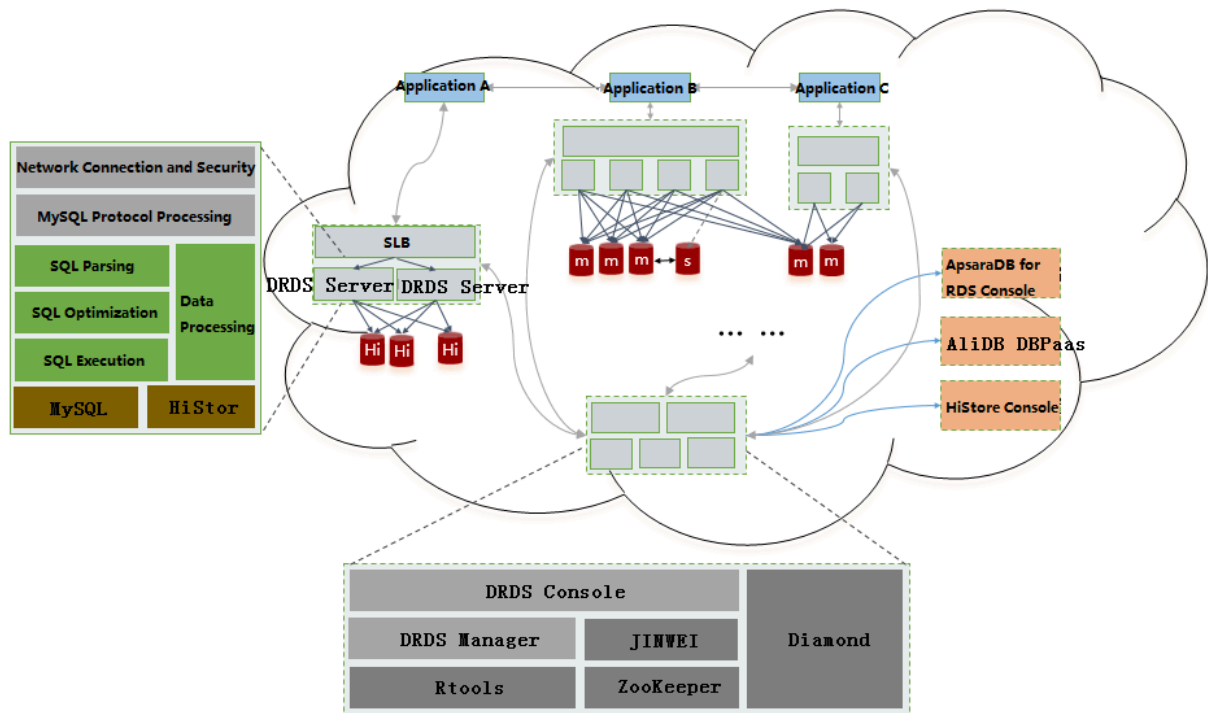 Application A
Application B
Application C
Network Connection and Security
MySQL Protocol Processing
SQL Parsing
SQL Optimization
SQL Execution
Data
Processing
MySQL
HiStor
SLB
DRDS Server
DRDS Server
Hi
Hi
Hi
m
m
m
s
m
m
... ...
ApsaraDB for
RDS Console
AliDB DBPaas
HiStore Console
DRDS Console
DRDS Manager
JINWEI
Diamond
Rtools
ZooKeeper